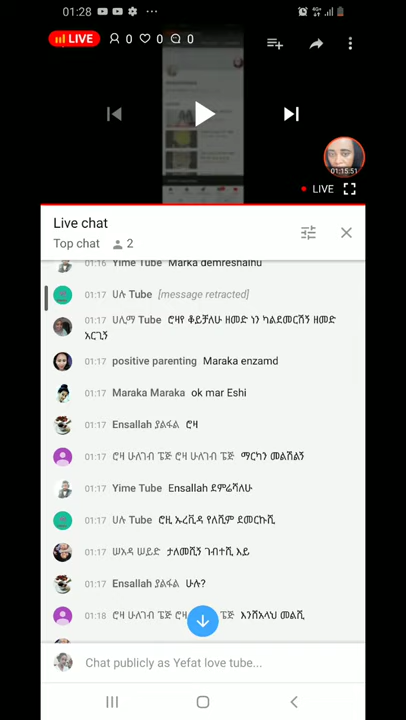 01:28
LIVE 0 0 0
01:15:51
LIVE
Live chat
Top chat 2
01:16 Yime Tube Marka demreshalhu
01:17 ሀሉ Tube [message retracted]
01:17 ሀሊማ Tube ሮዛየ ቆይቻለሁ ዘመድ ነን ካልደመርሽኝ ዘመድ
አርጊኝ
01:17 positive parenting Maraka enzamd
01:17 Maraka Maraka ok mar Eshi
01:17 Ensallah ያልፋል ሮዛ
01:17 ሮዛ ሁለገብ ፔጅ ሮዛ ሁለገብ ፔጅ ማርካን መልሽልኝ
01:17 Yime Tube Ensallah ደምሬሻለሁ
01:17 ሀሉ Tube ሮዚ ኡረቪዳ የለሺም ደመርኩሺ
01:17 ሠአዳ ሠይድ ታለመሺኝ ገብተሺ እይ
01:17 Ensallah ያልፋል ሁሉ?
01:18 ሮዛ ሁለገብ ፔጅ ሮዛ ፔጅ እንሸአላህ መልሺ
Chat publicly as Yefat love tube...